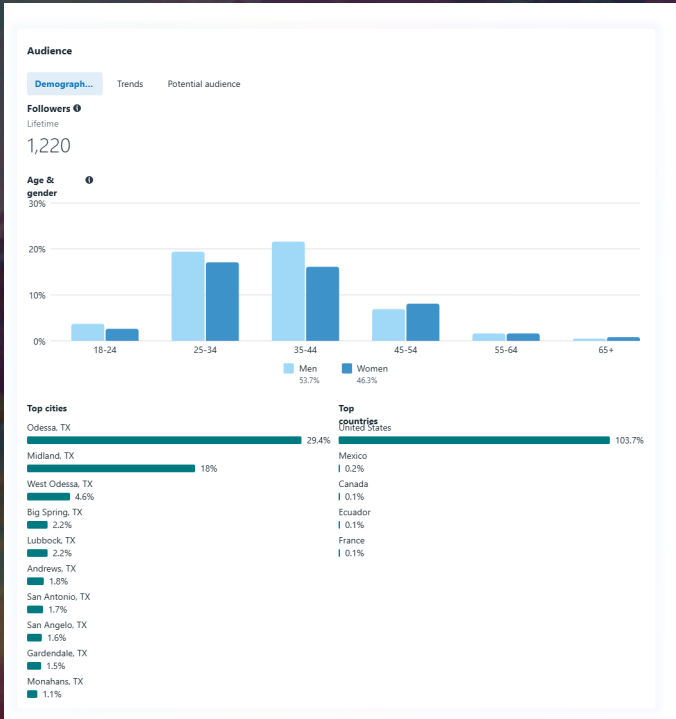 Audience
Demograph...
Trends
Potential audience
Followers
Lifetime
1,220
Age &
gender
30%
20%
10%
0%
18-24
25-34
35-44
45-54
55-64
65+
Men
53.7%
Women
46.3%
Top cities
Odessa, TX
29.4%
Midland, TX
18%
West Odessa, TX
4.6%
Big Spring, TX
2.2%
Lubbock, TX
2.2%
Andrews, TX
1.8%
San Antonio, TX
1.7%
San Angelo, TX
1.6%
Gardendale, TX
1.5%
Monahans, TX
1.1%
Top
countries
United States
103.7%
Mexico
0.2%
Canada
0.1%
Ecuador
0.1%
France
0.1%